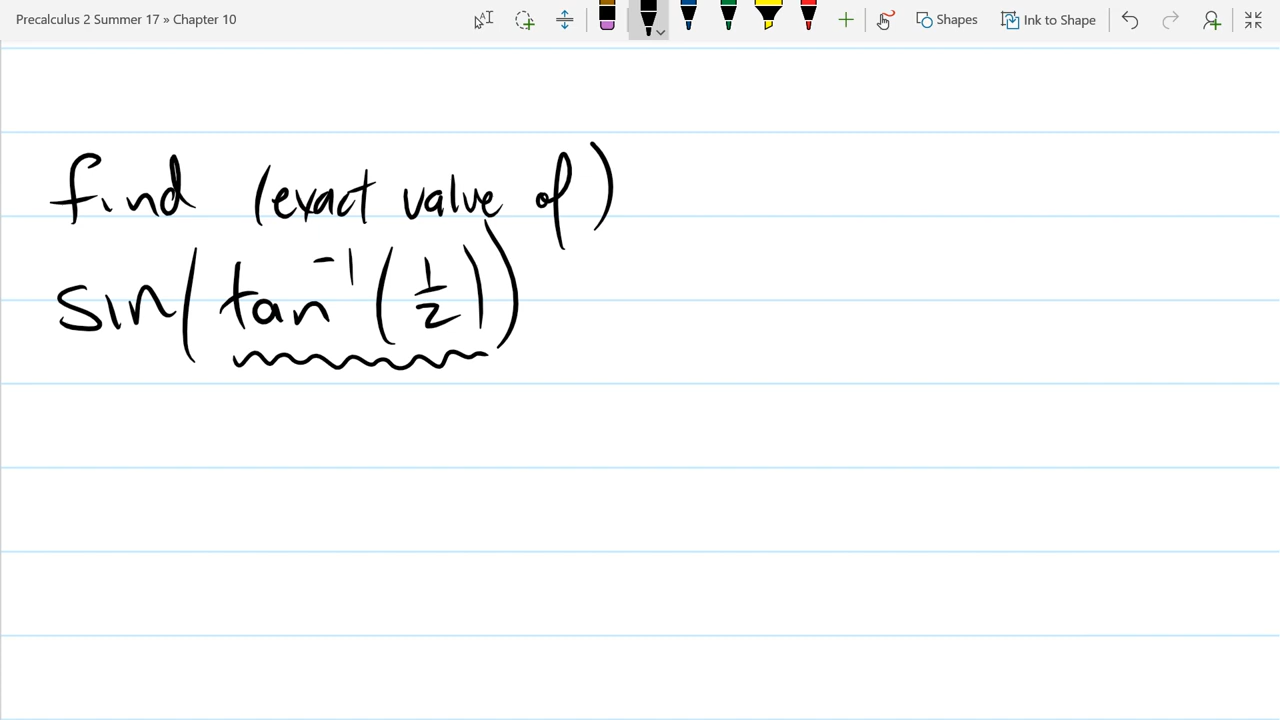 Precalculus 2 Summer 17 » Chapter 10
Shapes
Ink to Shape
find (exact value of)
sin(tan⁻¹(1/2))